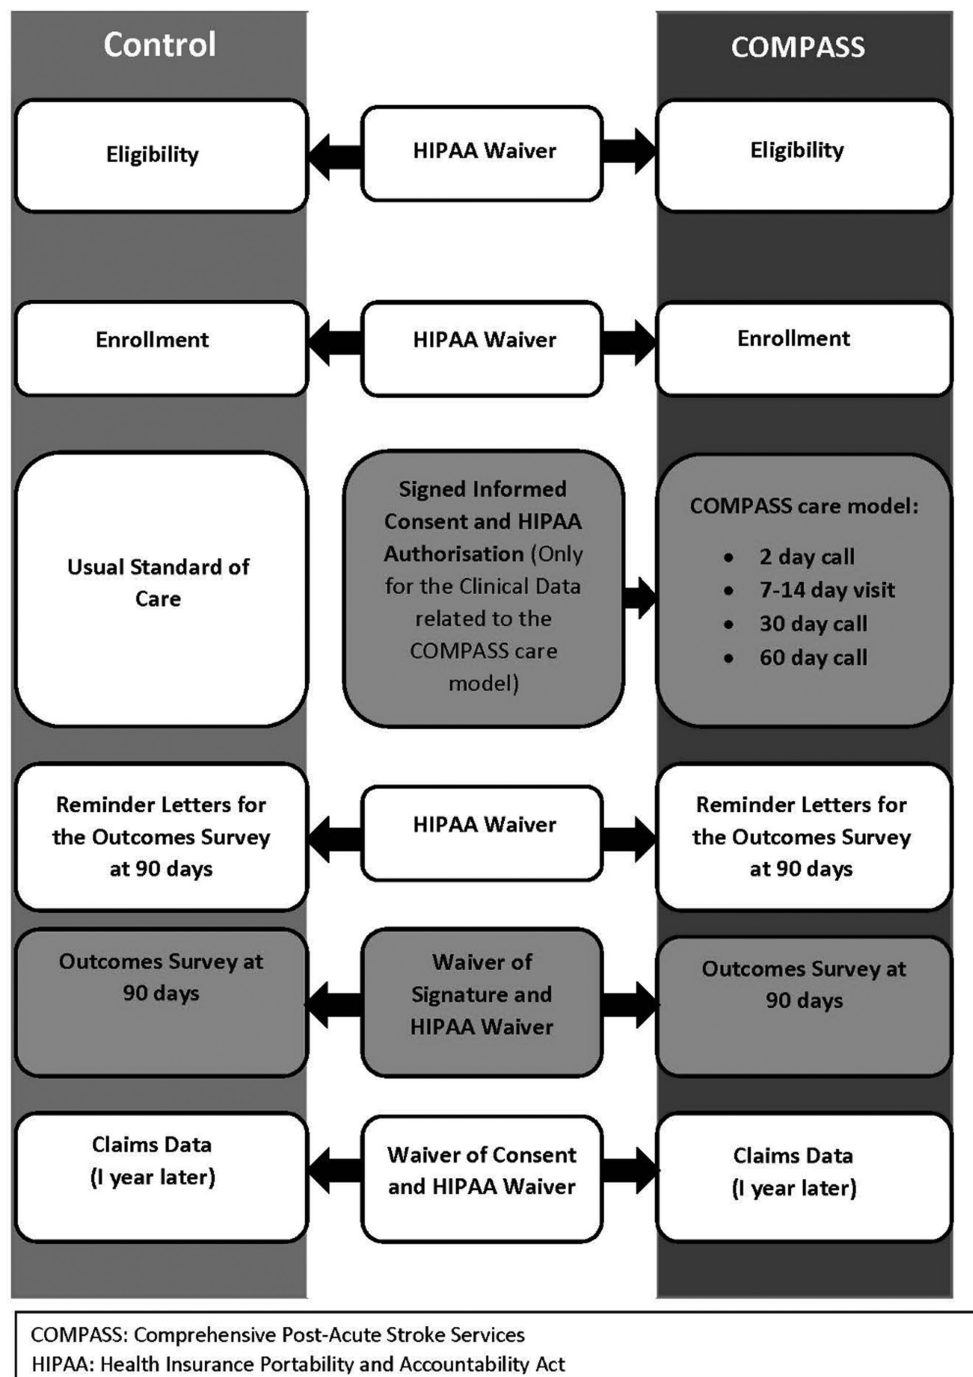 Control
COMPASS
Eligibility
HIPAA Waiver
Eligibility
Enrollment
HIPAA Waiver
Enrollment
Usual Standard of
Care
Signed Informed
Consent and HIPAA
Authorisation (Only
for the Clinical Data
related to the
COMPASS care
model)
COMPASS care model:
• 2 day call
• 7-14 day visit
• 30 day call
• 60 day call
Reminder Letters for
the Outcomes Survey
at 90 days
HIPAA Waiver
Reminder Letters for
the Outcomes Survey
at 90 days
Outcomes Survey at
90 days
Waiver of
Signature and
HIPAA Waiver
Outcomes Survey at
90 days
Claims Data
(I year later)
Waiver of Consent
and HIPAA Waiver
Claims Data
(I year later)
COMPASS: Comprehensive Post-Acute Stroke Services
HIPAA: Health Insurance Portability and Accountability Act